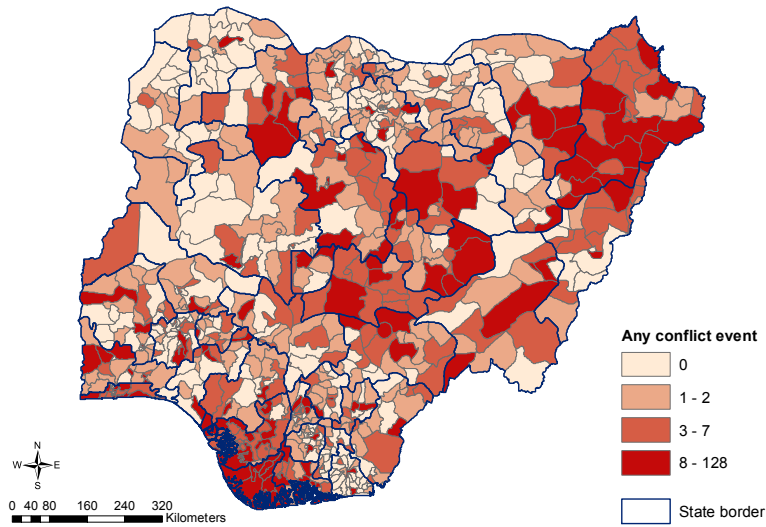 Any conflict event
0
1 - 2
3 - 7
8 - 128
State border
N
W E
S
0 40 80 160 240 320
Kilometers